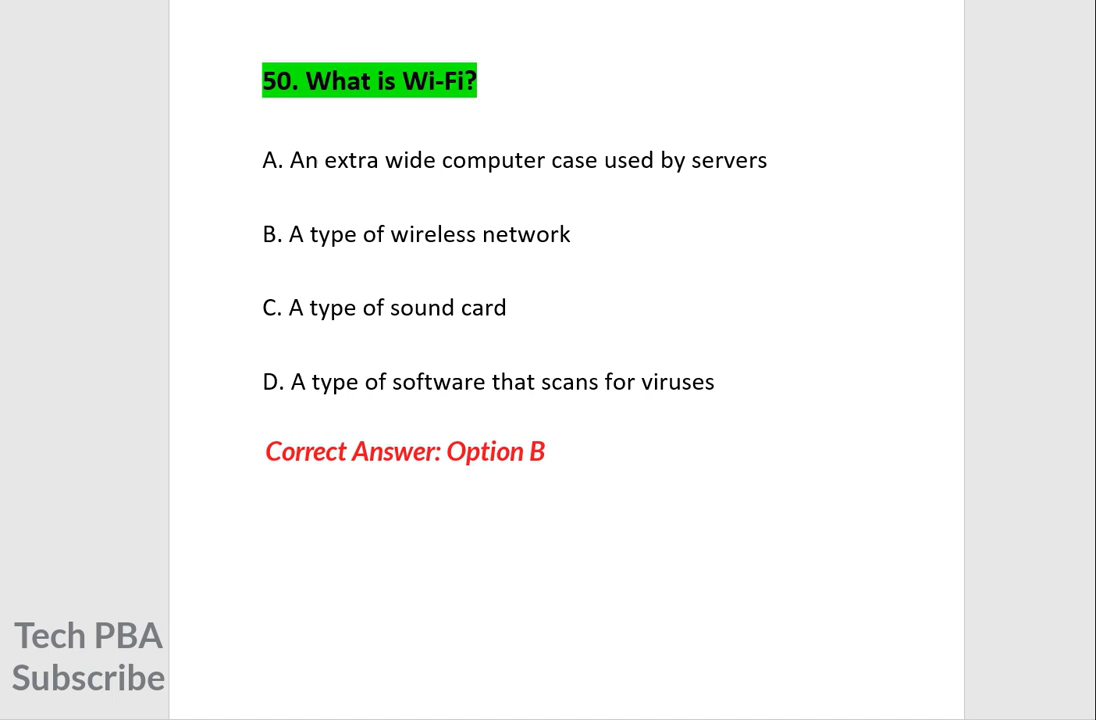 50. What is Wi-Fi?
A. An extra wide computer case used by servers
B. A type of wireless network
C. A type of sound card
D. A type of software that scans for viruses
Correct Answer: Option B
Tech PBA
Subscribe